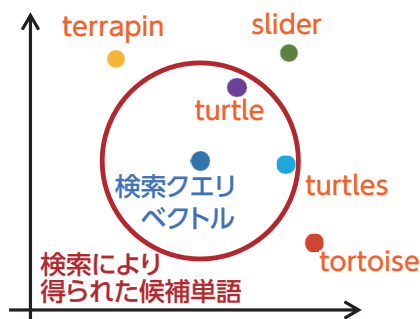 terrapin
slider
turtle
検索クエリ
ベクトル
turtles
tortoise
検索により
得られた候補単語